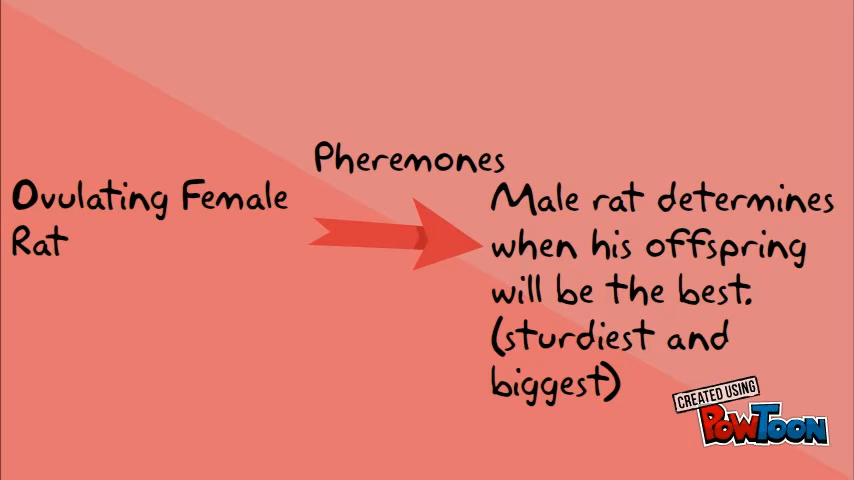 Pheremones
Ovulating Female
Rat
Male rat determines
when his offspring
will be the best.
(sturdiest and
biggest)
CREATED USING
POWTOON